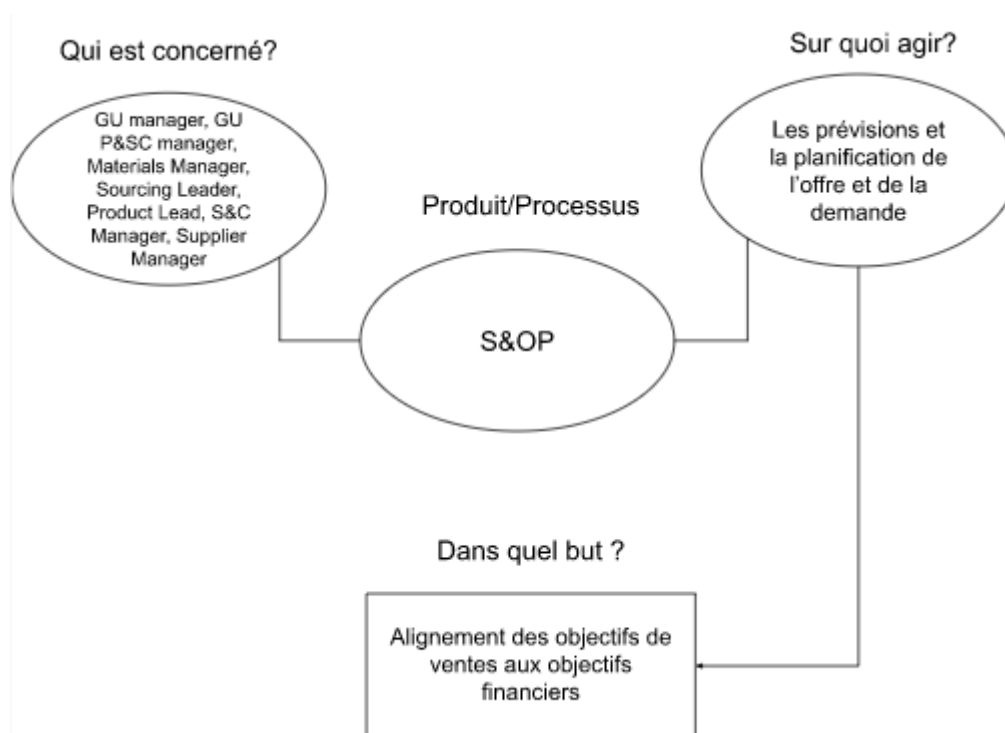 Qui est concerné?
GU manager, GU
P&SC manager,
Materials Manager,
Sourcing Leader,
Product Lead, S&C
Manager, Supplier
Manager
Sur quoi agir?
Les prévisions et
la planification de
l'offre et de la
demande
Produit/Processus
S&OP
Dans quel but ?
Alignement des objectifs de
ventes aux objectifs
financiers